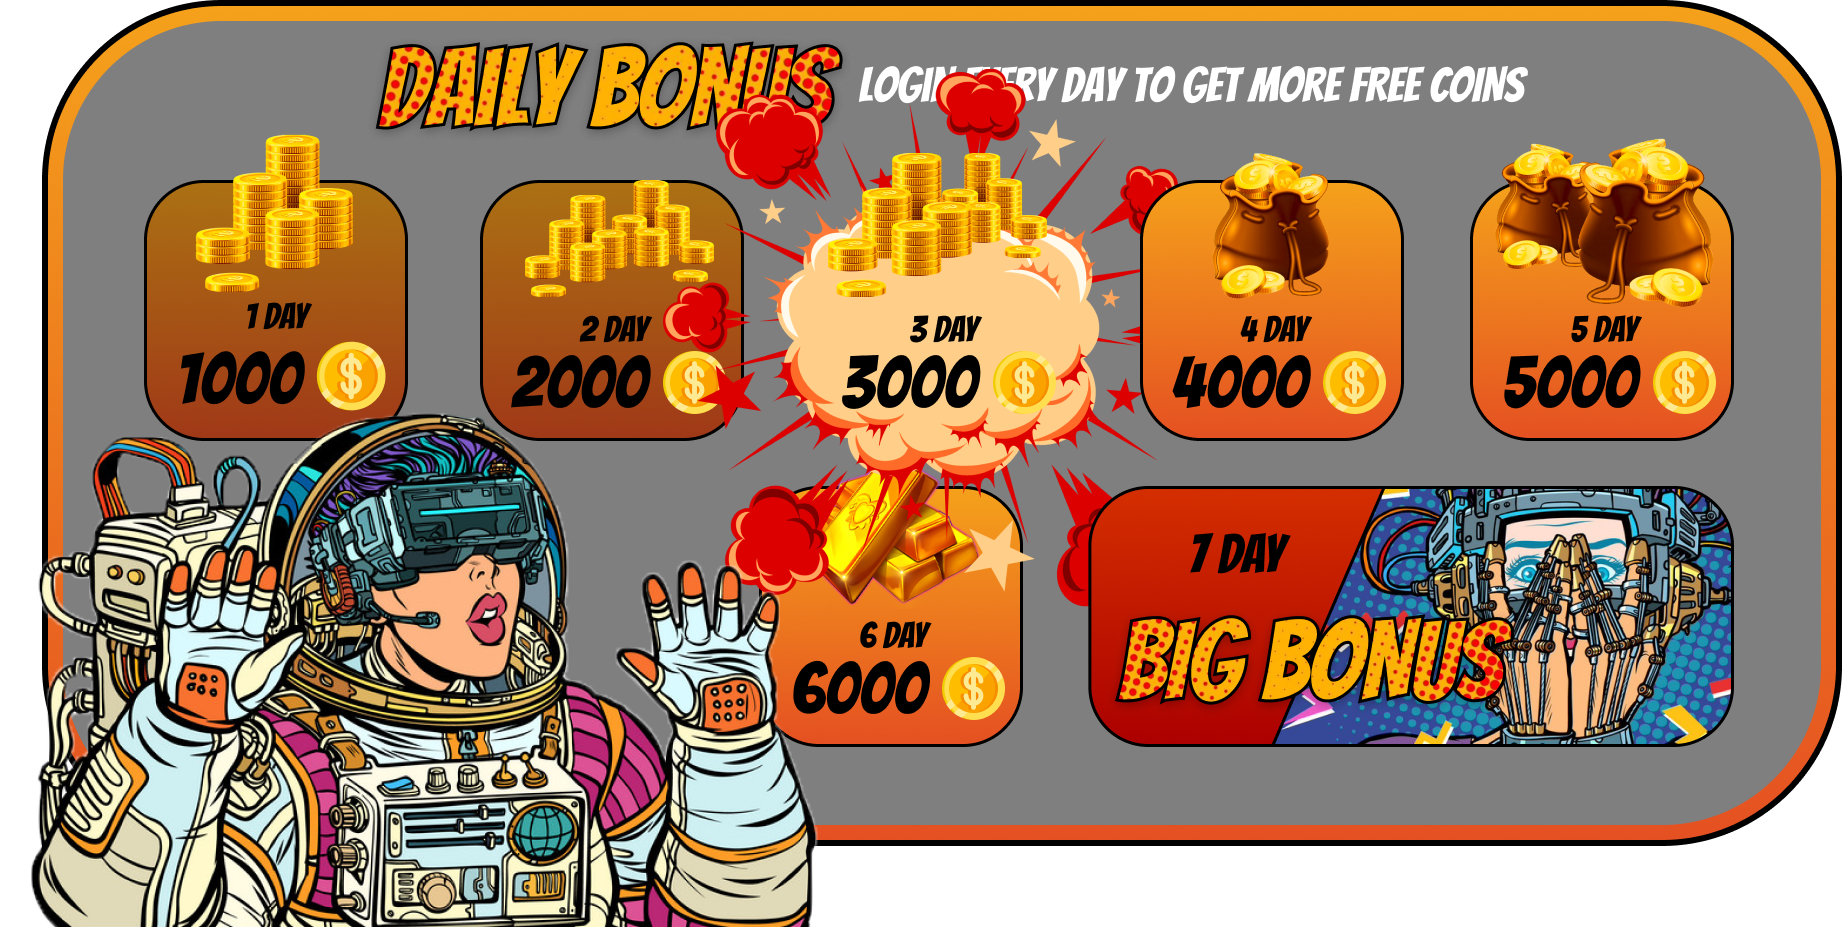 DAILY BONUS
LOGIN EVERY DAY TO GET MORE FREE COINS
1 DAY
1000
2 DAY
2000
3 DAY
3000
4 DAY
4000
5 DAY
5000
6 DAY
6000
7 DAY
BIG BONUS